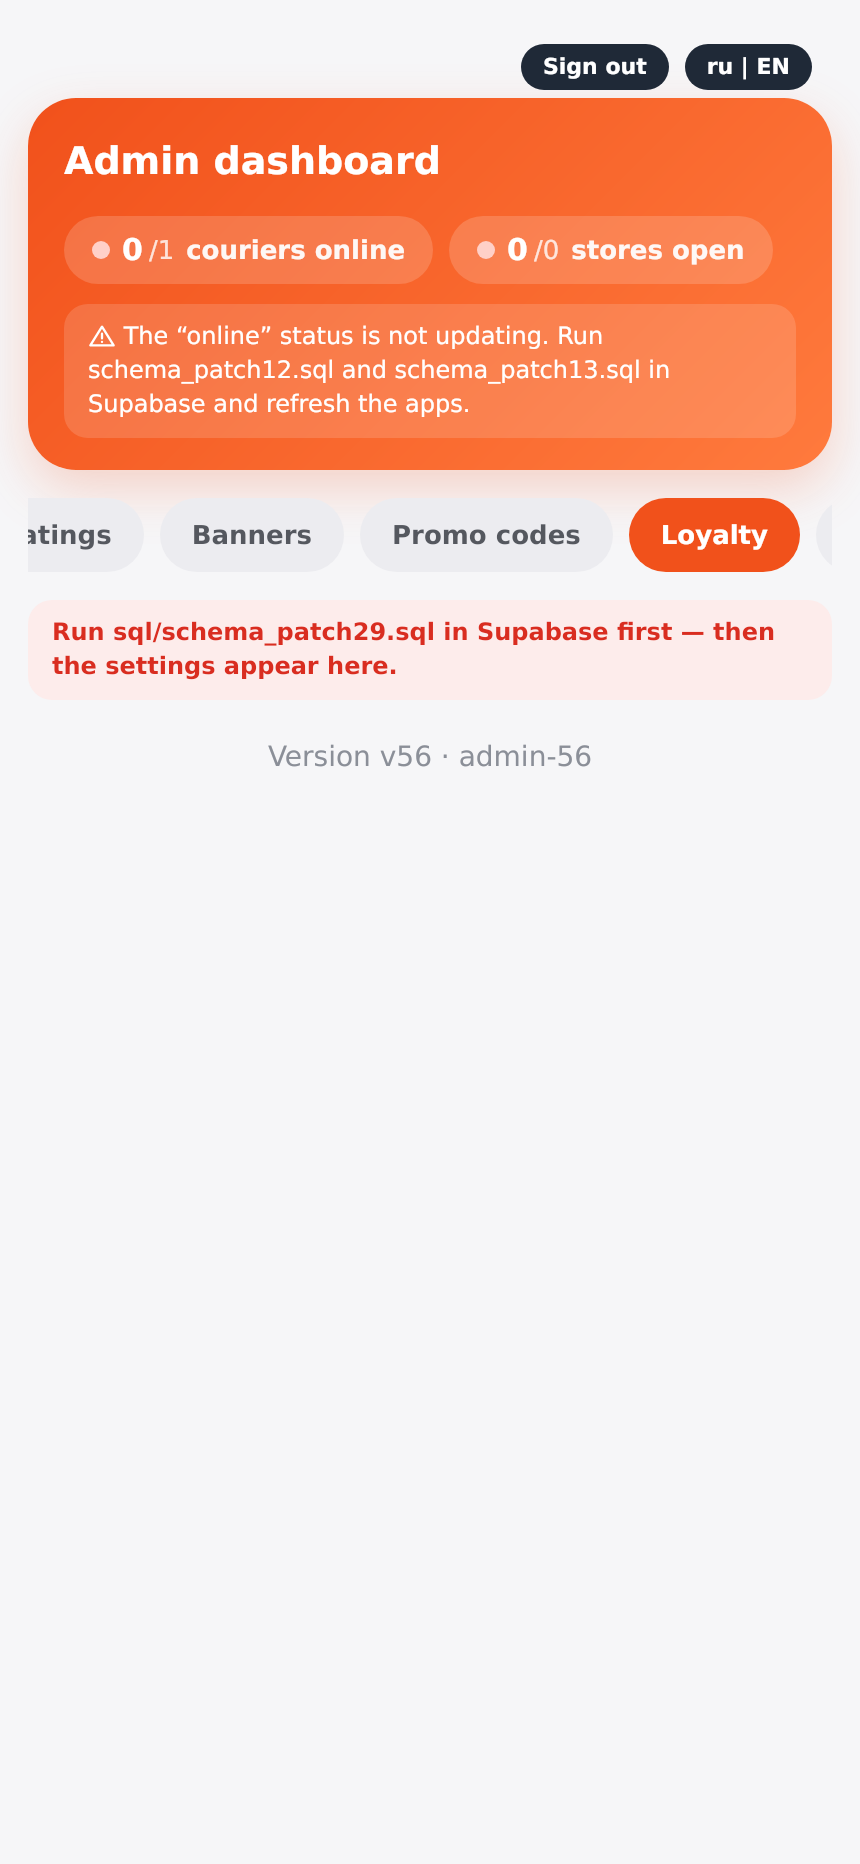 Sign out
ru | EN
Admin dashboard
0 /1 couriers online
0 /0 stores open
⚠ The “online” status is not updating. Run
schema_patch12.sql and schema_patch13.sql in
Supabase and refresh the apps.
atings
Banners
Promo codes
Loyalty
Run sql/schema_patch29.sql in Supabase first — then
the settings appear here.
Version v56 · admin-56